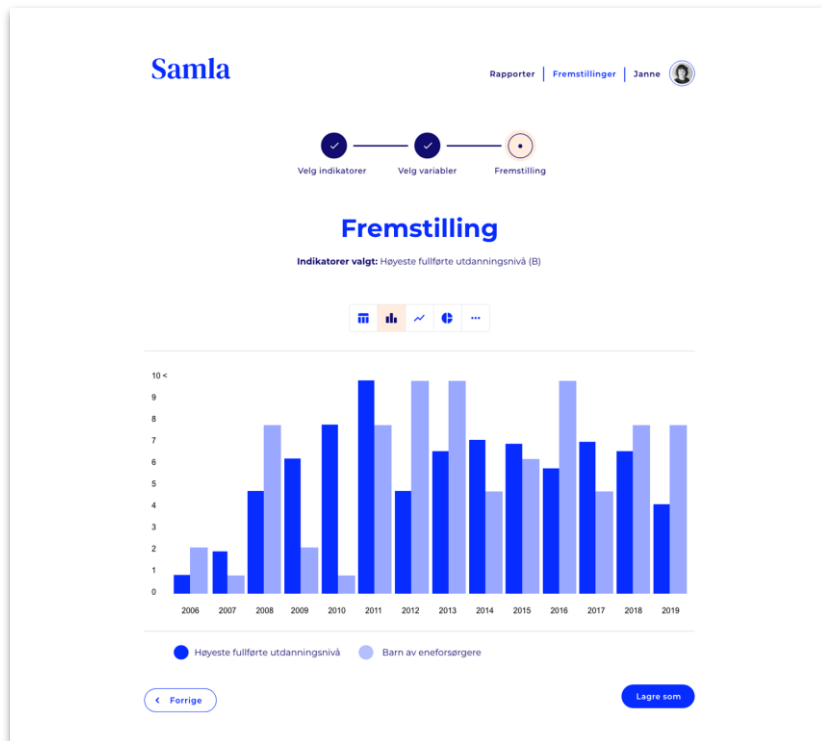 Samla
Rapporter Fremstillinger Janne
Velg indikatorer Velg variabler Fremstilling
Fremstilling
Indikatorer valgt: Høyeste fullførte utdanningsnivå (B)
10 <
9
8
7
6
5
4
3
2
1
0
2006 2007 2008 2009 2010 2011 2012 2013 2014 2015 2016 2017 2018 2019
Høyeste fullførte utdanningsnivå Barn av eneforsørgere
Forrige Lagre som